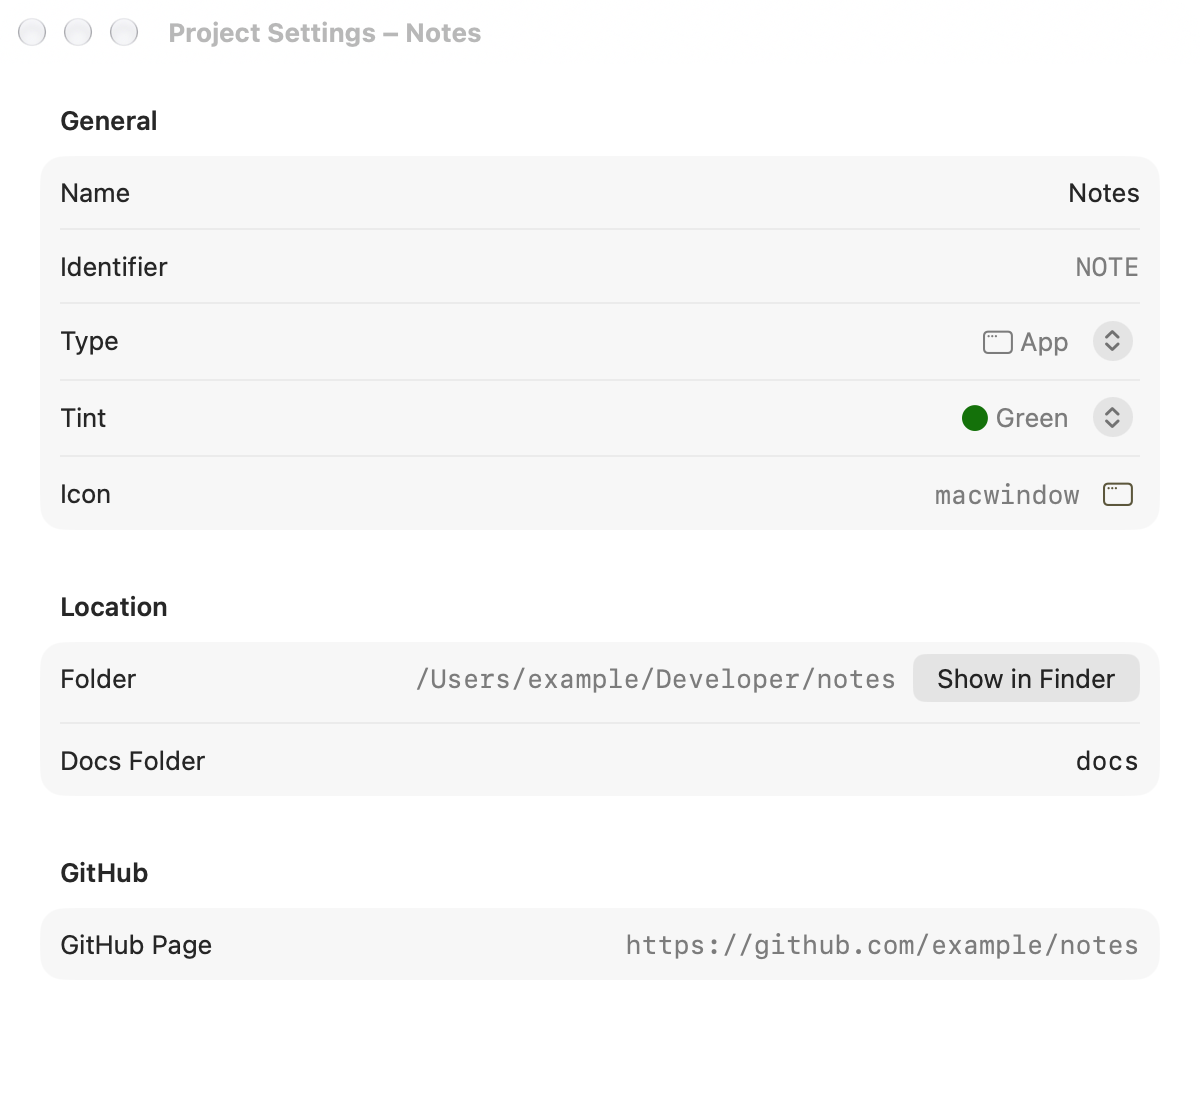 Project Settings – Notes
General
Name Notes
Identifier NOTE
Type App
Tint Green
Icon macwindow
Location
Folder /Users/example/Developer/notes Show in Finder
Docs Folder docs
GitHub
GitHub Page https://github.com/example/notes